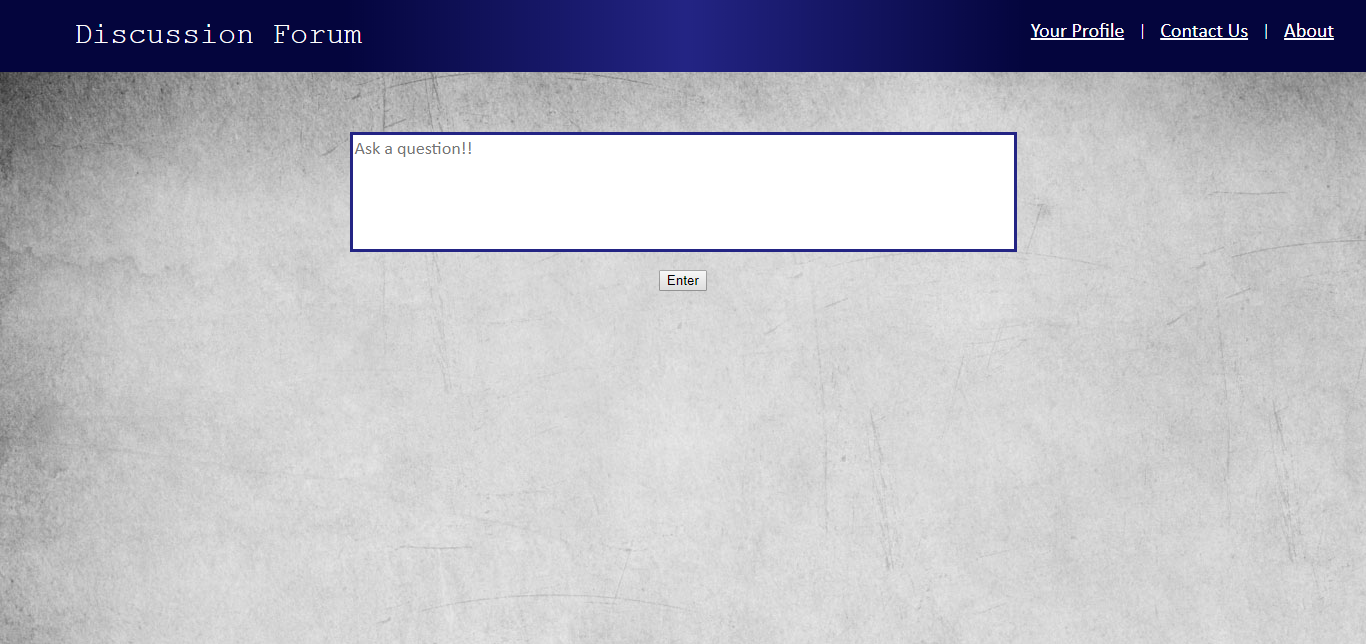 Discussion Forum
Your Profile | Contact Us | About
Ask a question!!
Enter